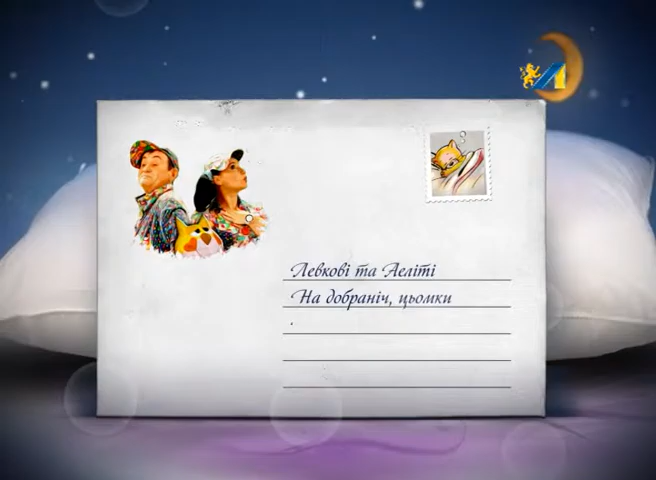 Левкові та Аеліті
На добраніч, цьомки
.